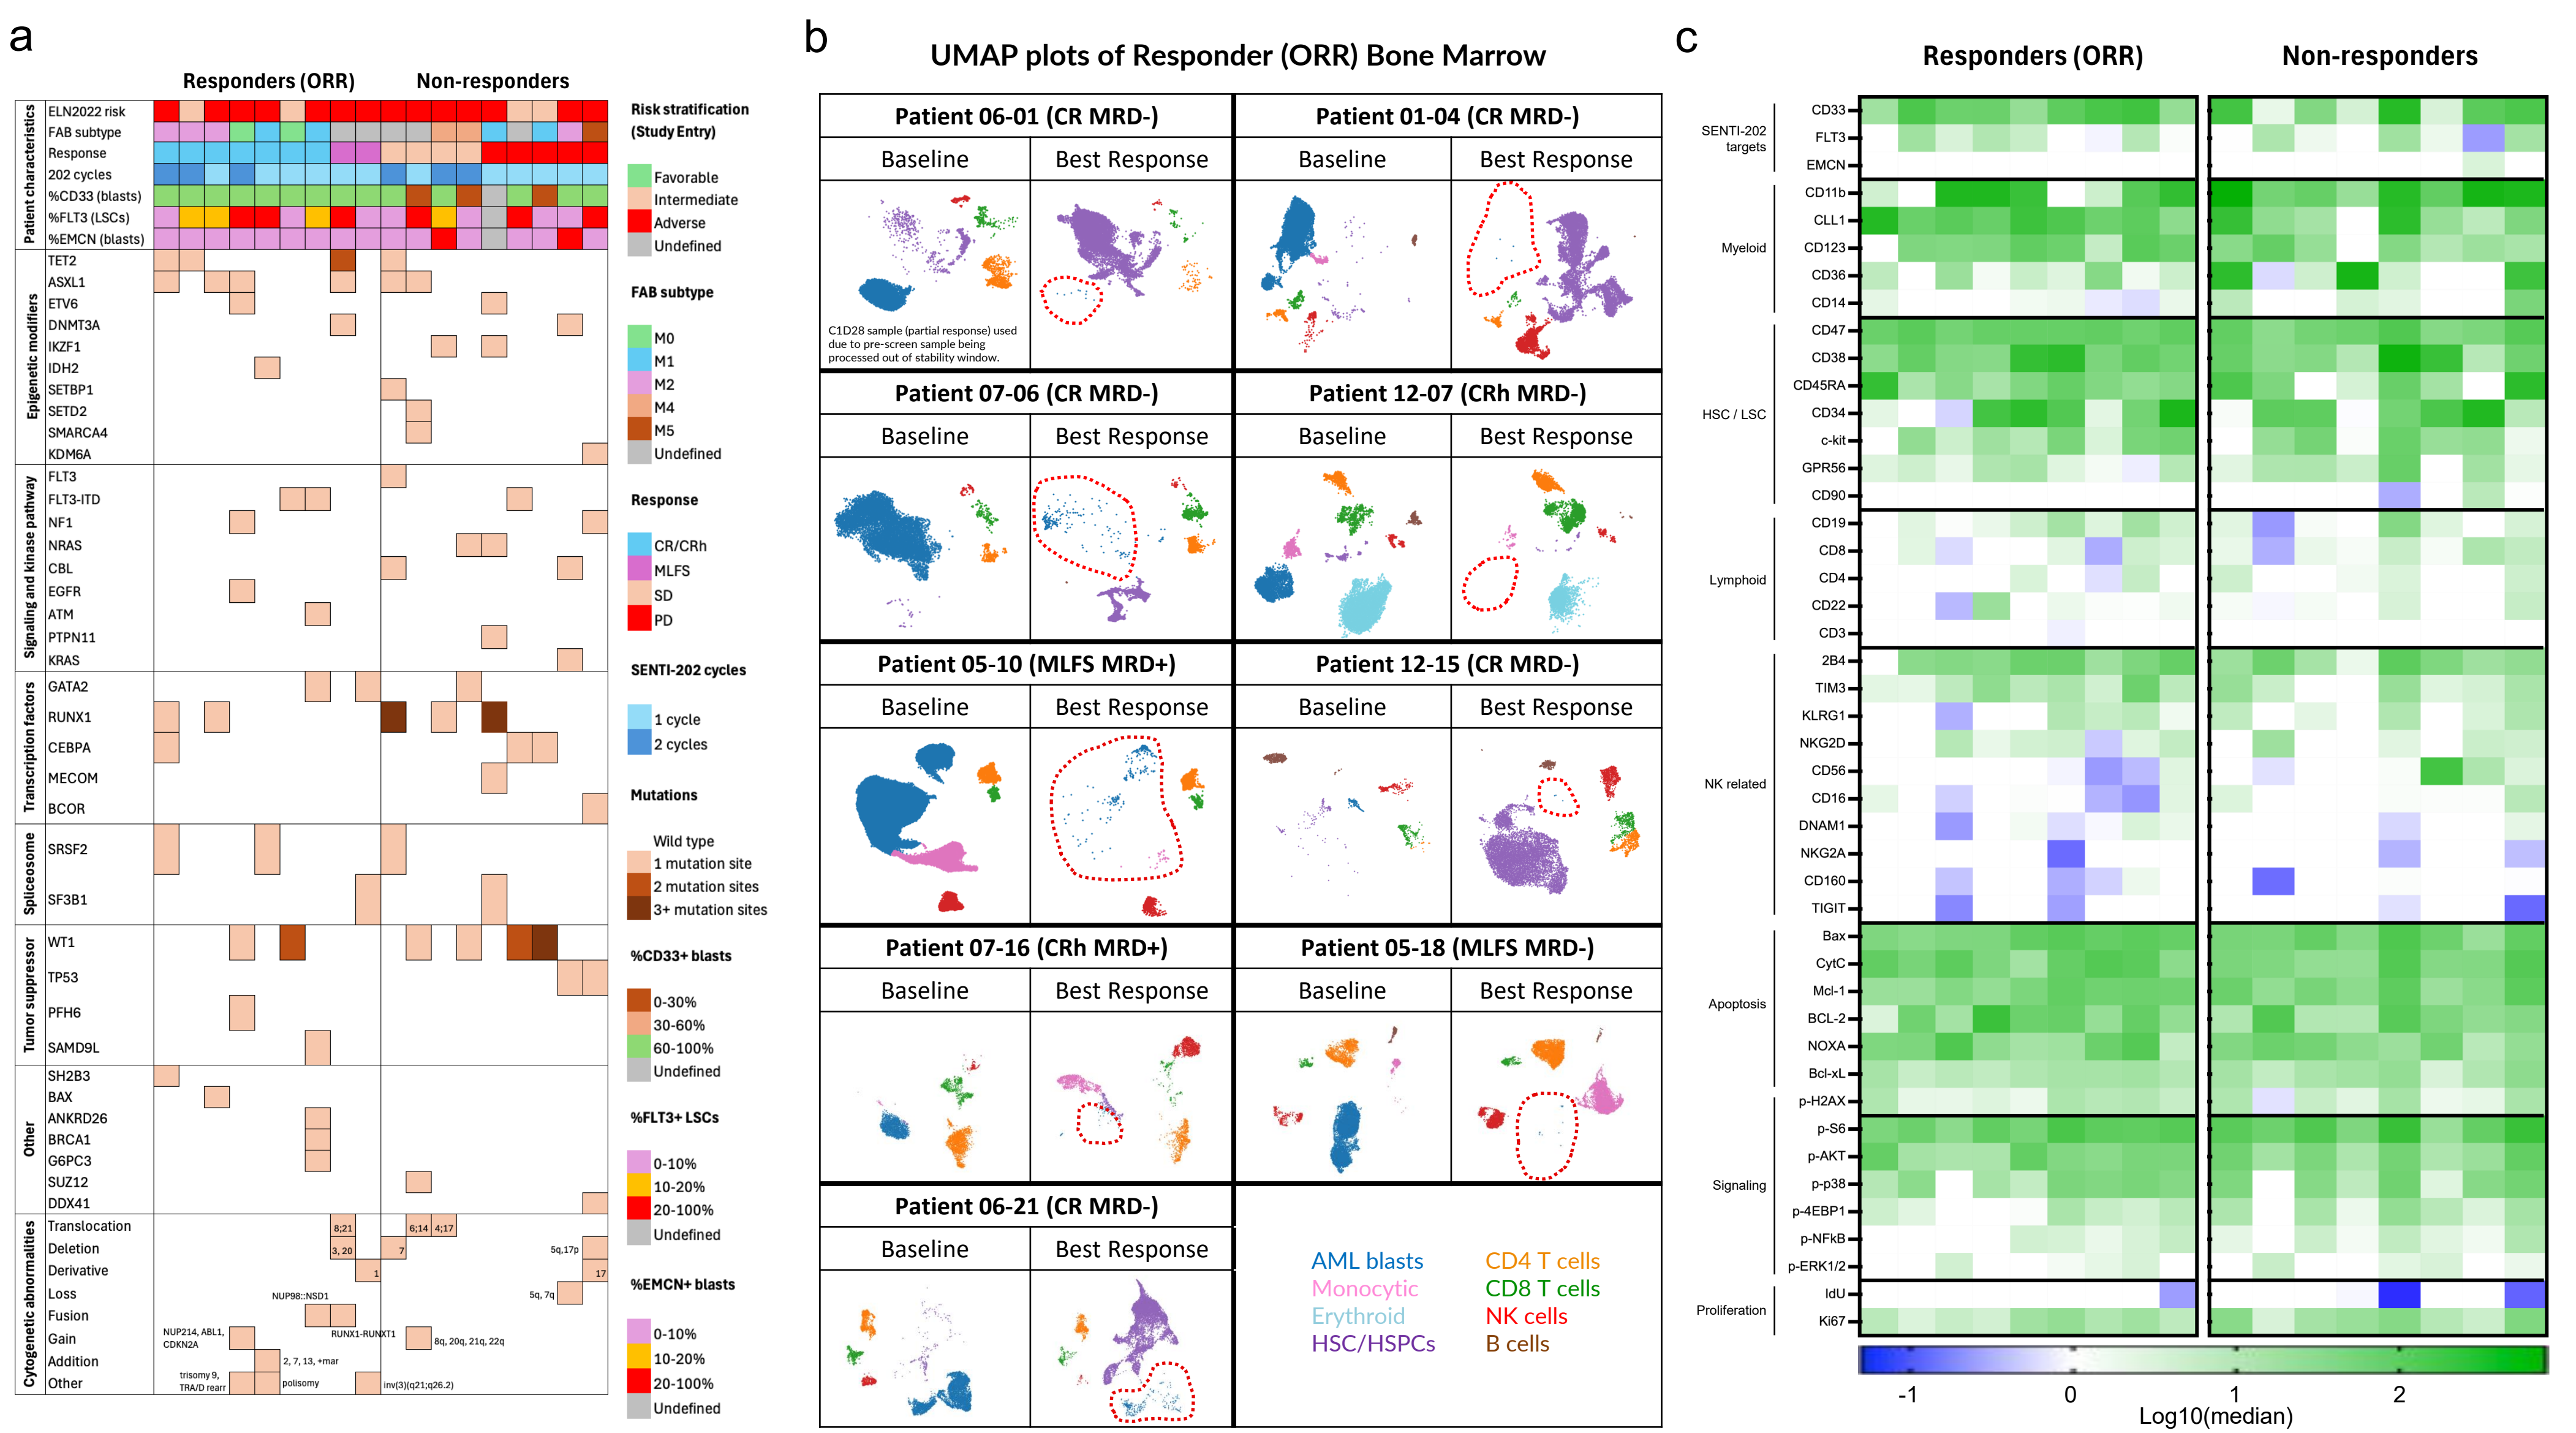 a
Responders (ORR)
Non-responders
Patient characteristics
ELN2022 risk
FAB subtype
Response
202 cycles
%CD33 (blasts)
%FLT3 (LSCs)
%EMCN (blasts)
Epigenetic modifiers
TET2
ASXL1
ETV6
DNMT3A
IKZF1
IDH2
SETBP1
SETD2
SMARCA4
KDM6A
Signaling and kinase pathway
FLT3
FLT3-ITD
NF1
NRAS
CBL
EGFR
ATM
PTPN11
KRAS
Transcription factors
GATA2
RUNX1
CEBPA
MECOM
BCOR
Spliceosome
SRSF2
SF3B1
Tumor suppressor
WT1
TP53
PFH6
SAMD9L
Other
SH2B3
BAX
ANKRD26
BRCA1
G6PC3
SUZ12
DDX41
Cytogenetic abnormalities
Translocation
8;21
6;14
4;17
Deletion
3, 20
7
5q,17p
Derivative
1
17
Loss
5q, 7q
NUP98::NSD1
Fusion
RUNX1-RUNXT1
Gain
NUP214, ABL1,
CDKN2A
8q, 20q, 21q, 22q
Addition
2, 7, 13, +mar
Other
trisomy 9,
TRA/D rearr
polisomy
inv(3)(q21;q26.2)
Risk stratification
(Study Entry)
Favorable
Intermediate
Adverse
Undefined
FAB subtype
M0
M1
M2
M4
M5
Undefined
Response
CR/CRh
MLFS
SD
PD
SENTI-202 cycles
1 cycle
2 cycles
Mutations
Wild type
1 mutation site
2 mutation sites
3+ mutation sites
%CD33+ blasts
0-30%
30-60%
60-100%
Undefined
%FLT3+ LSCs
0-10%
10-20%
20-100%
Undefined
%EMCN+ blasts
0-10%
10-20%
20-100%
Undefined
b
UMAP plots of Responder (ORR) Bone Marrow
Patient 06-01 (CR MRD-)
Patient 01-04 (CR MRD-)
Baseline
Best Response
Baseline
Best Response
C1D28 sample (partial response) used
due to pre-screen sample being
processed out of stability window.
Patient 07-06 (CR MRD-)
Patient 12-07 (CRh MRD-)
Baseline
Best Response
Baseline
Best Response
Patient 05-10 (MLFS MRD+)
Patient 12-15 (CR MRD-)
Baseline
Best Response
Baseline
Best Response
Patient 07-16 (CRh MRD+)
Patient 05-18 (MLFS MRD-)
Baseline
Best Response
Baseline
Best Response
Patient 06-21 (CR MRD-)
Baseline
Best Response
AML blasts
Monocytic
Erythroid
HSC/HSPCs
CD4 T cells
CD8 T cells
NK cells
B cells
c
Responders (ORR)
Non-responders
SENTI-202
targets
CD33
FLT3
EMCN
Myeloid
CD11b
CLL1
CD123
CD36
CD14
HSC / LSC
CD47
CD38
CD45RA
CD34
c-kit
GPR56
CD90
Lymphoid
CD19
CD8
CD4
CD22
CD3
NK related
2B4
TIM3
KLRG1
NKG2D
CD56
CD16
DNAM1
NKG2A
CD160
TIGIT
Apoptosis
Bax
CytC
Mcl-1
BCL-2
NOXA
Bcl-xL
p-H2AX
Signaling
p-S6
p-AKT
p-p38
p-4EBP1
p-NFkB
p-ERK1/2
Proliferation
IdU
Ki67
-1
0
1
2
Log10(median)